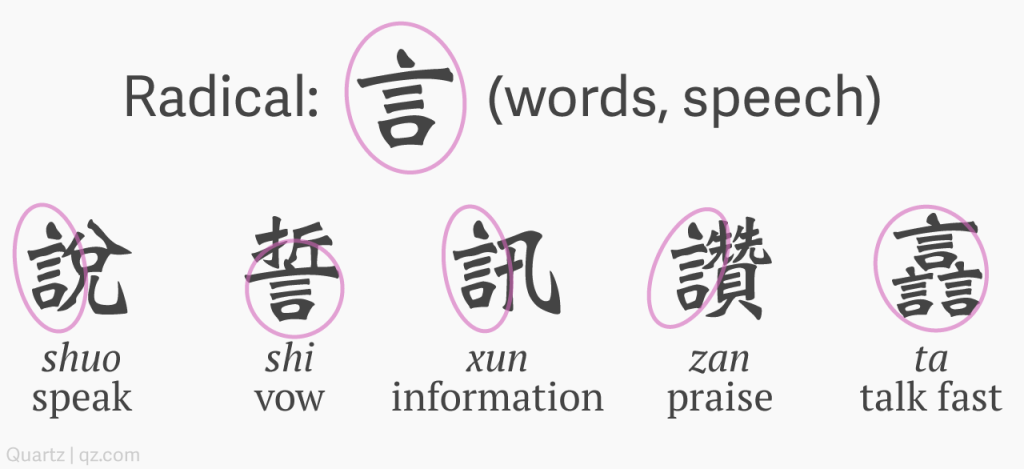 Radical: 言 (words, speech)
說 誓 訊 讚 譶
shuo shi xun zan ta
speak vow information praise talk fast
Quartz | qz.com